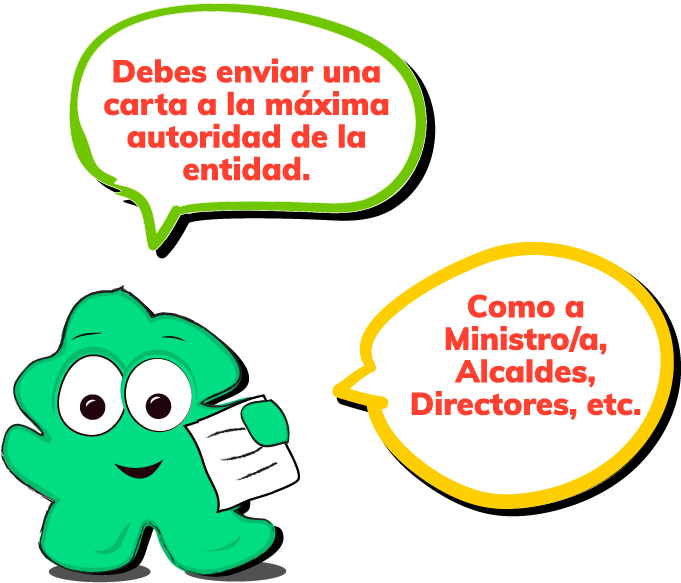 Debes enviar una
carta a la máxima
autoridad de la
entidad.
Como a
Ministro/a,
Alcaldes,
Directores, etc.